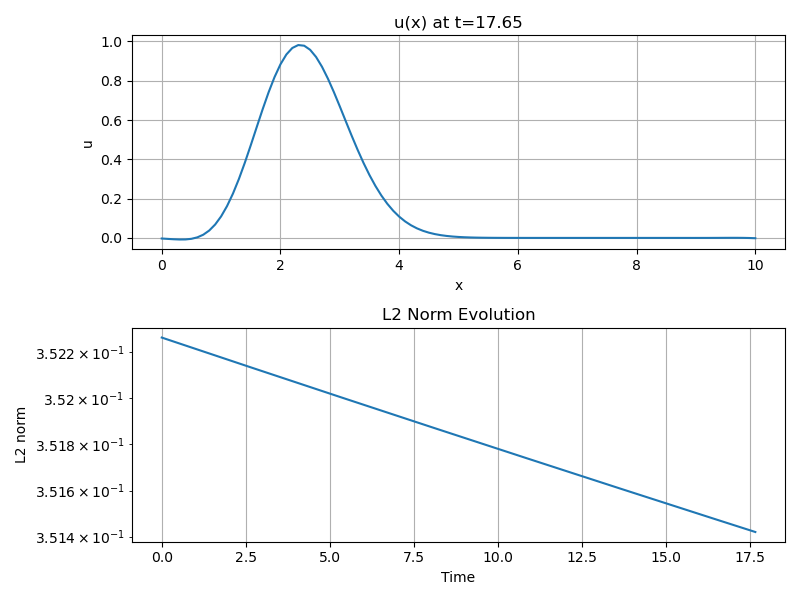 u(x) at t=17.65
1.0
0.8
0.6
0.4
0.2
0.0
u
0 2 4 6 8 10
x
L2 Norm Evolution
3.522 × 10⁻¹
3.52 × 10⁻¹
3.518 × 10⁻¹
3.516 × 10⁻¹
3.514 × 10⁻¹
L2 norm
0.0 2.5 5.0 7.5 10.0 12.5 15.0 17.5
Time